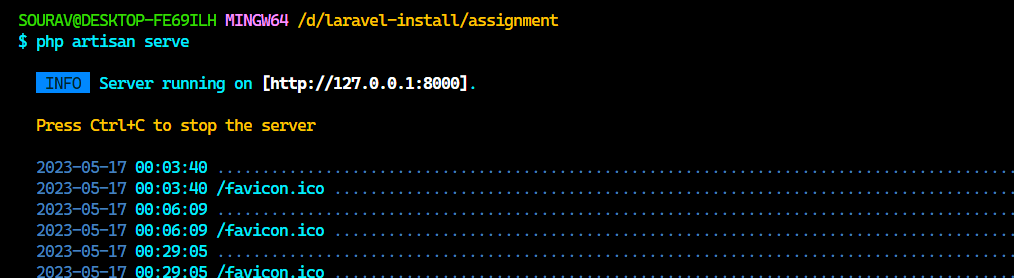 SOURAV@DESKTOP-FE69ILH MINGW64 /d/laravel-install/assignment
$ php artisan serve
INFO Server running on [http://127.0.0.1:8000].
Press Ctrl+C to stop the server
2023-05-17 00:03:40 ........................................................................................
2023-05-17 00:03:40 /favicon.ico ...........................................................................
2023-05-17 00:06:09 ........................................................................................
2023-05-17 00:06:09 /favicon.ico ...........................................................................
2023-05-17 00:29:05 ........................................................................................
2023-05-17 00:29:05 /favicon.ico ...........................................................................